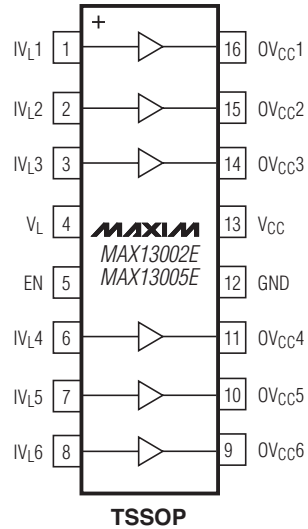 +
IVL1 1 16 OVCC1
IVL2 2 15 OVCC2
IVL3 3 14 OVCC3
VL 4 13 VCC
MAXIM
MAX13002E
EN 5 MAX13005E 12 GND
IVL4 6 11 OVCC4
IVL5 7 10 OVCC5
IVL6 8 9 OVCC6
TSSOP